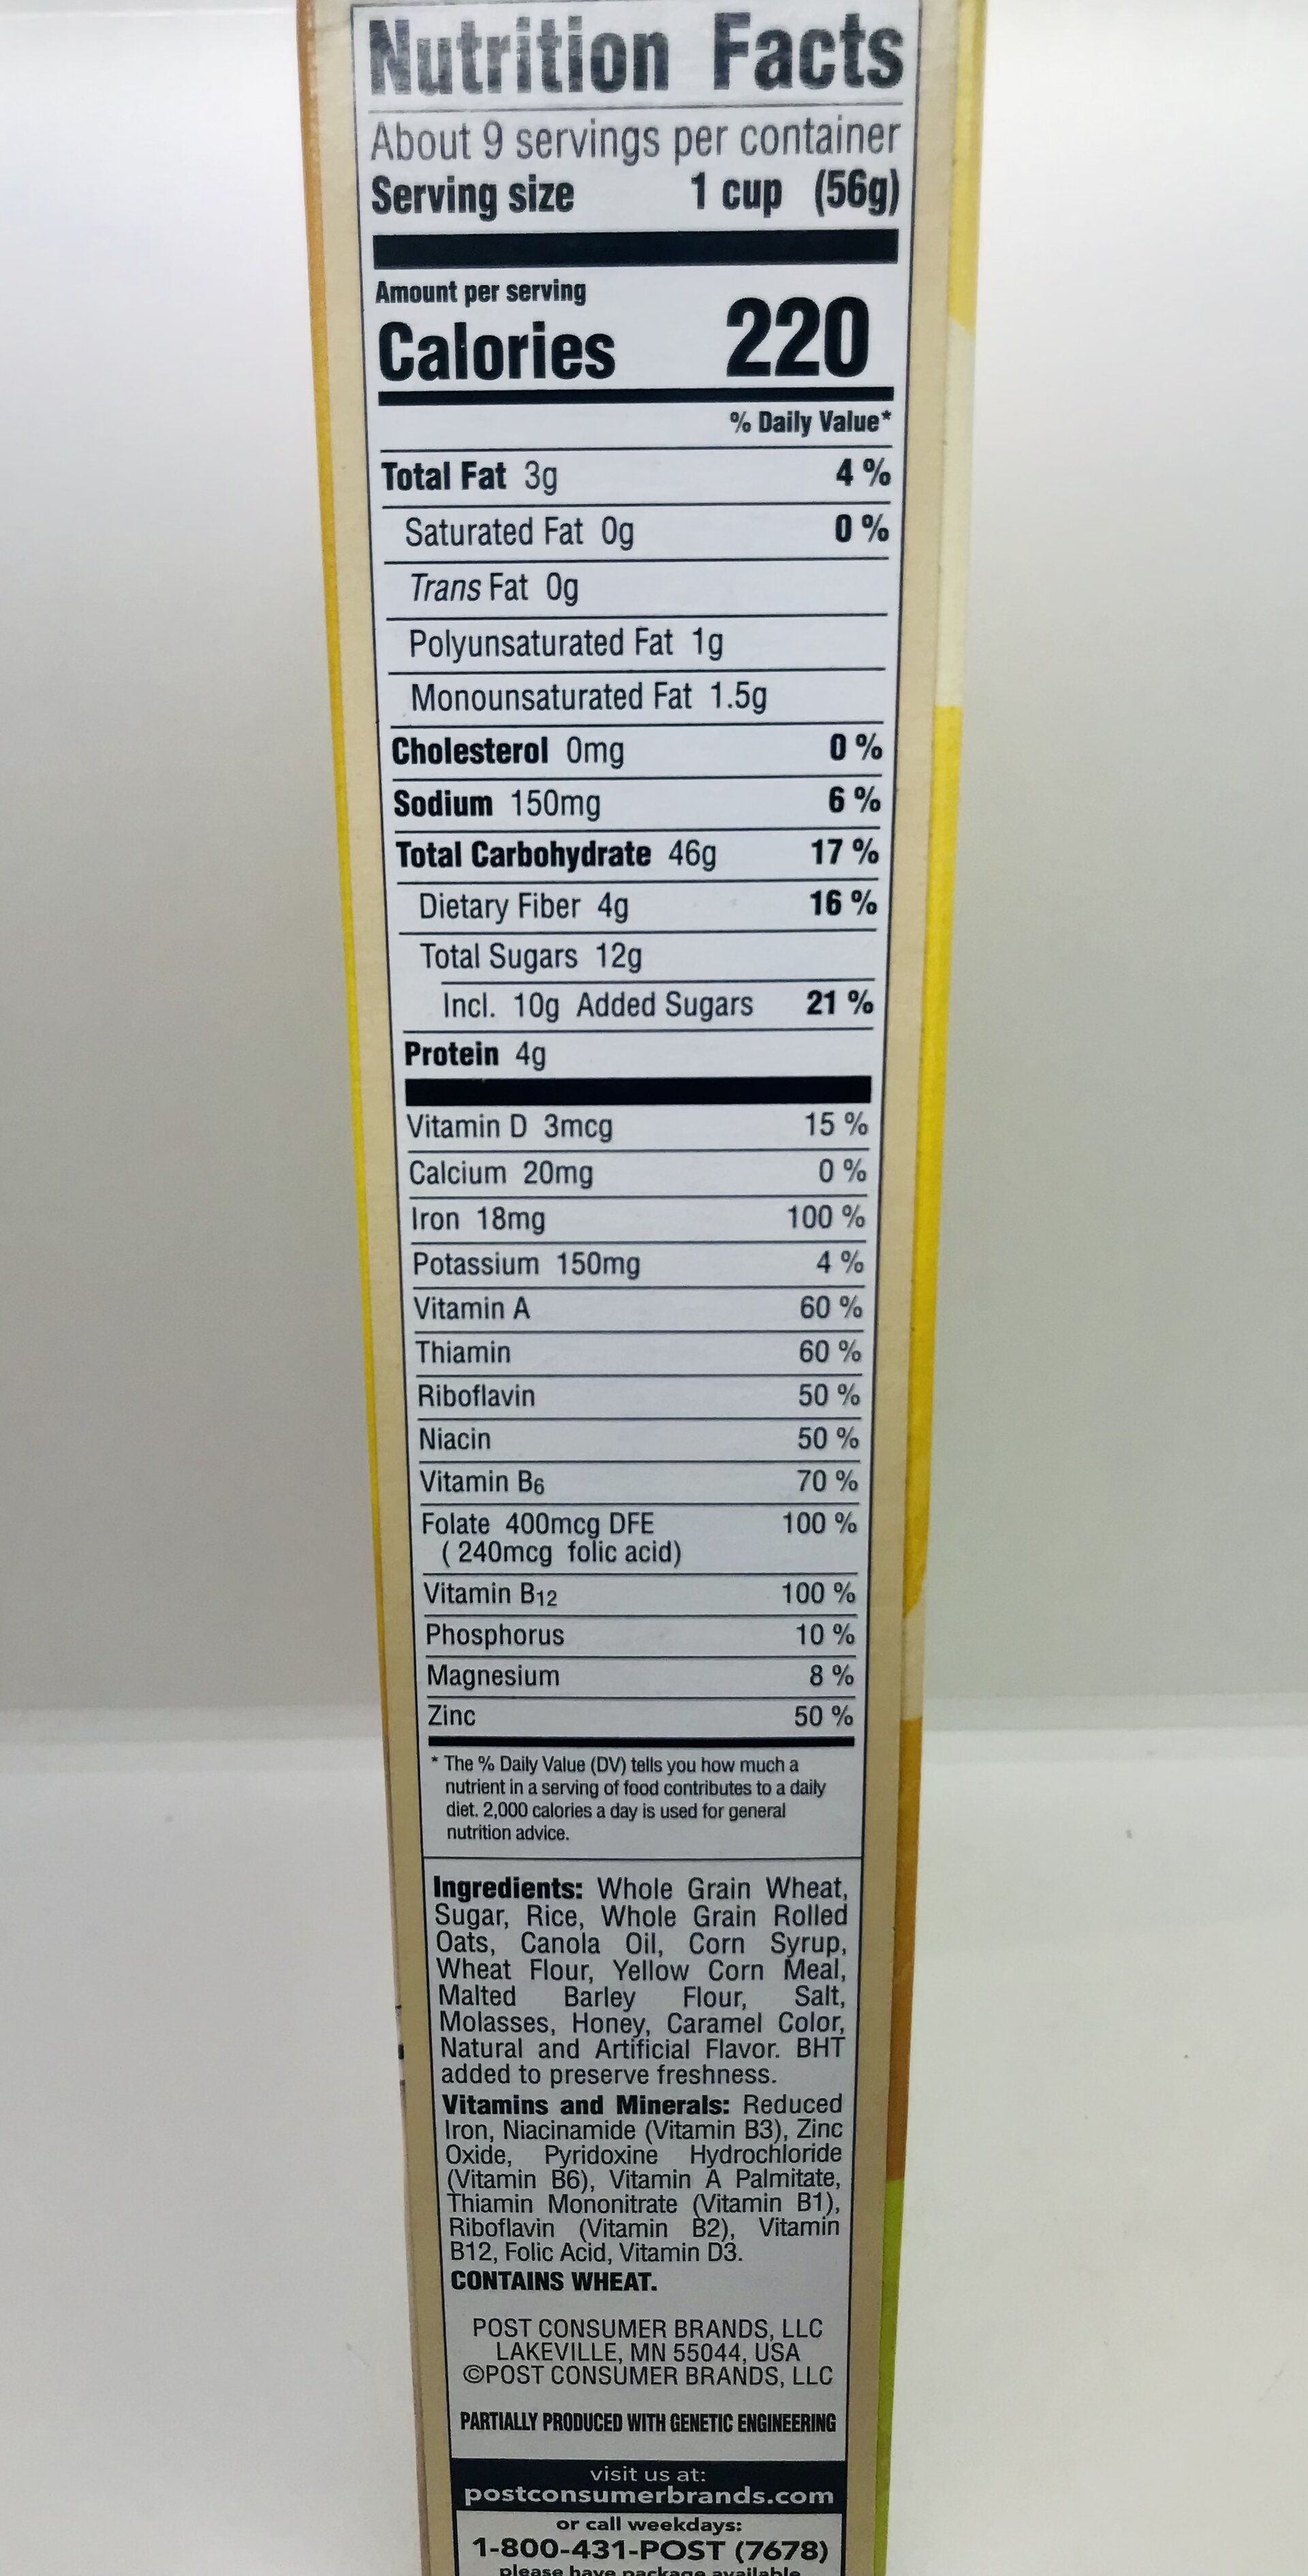 Nutrition Facts
About 9 servings per container
Serving size 1 cup (56g)
Amount per serving
Calories 220
% Daily Value*
Total Fat 3g 4 %
Saturated Fat 0g 0 %
Trans Fat 0g
Polyunsaturated Fat 1g
Monounsaturated Fat 1.5g
Cholesterol 0mg 0 %
Sodium 150mg 6 %
Total Carbohydrate 46g 17 %
Dietary Fiber 4g 16 %
Total Sugars 12g
Incl. 10g Added Sugars 21 %
Protein 4g
Vitamin D 3mcg 15 %
Calcium 20mg 0 %
Iron 18mg 100 %
Potassium 150mg 4 %
Vitamin A 60 %
Thiamin 60 %
Riboflavin 50 %
Niacin 50 %
Vitamin B6 70 %
Folate 400mcg DFE 100 %
( 240mcg folic acid)
Vitamin B12 100 %
Phosphorus 10 %
Magnesium 8 %
Zinc 50 %
* The % Daily Value (DV) tells you how much a
nutrient in a serving of food contributes to a daily
diet. 2,000 calories a day is used for general
nutrition advice.
Ingredients: Whole Grain Wheat,
Sugar, Rice, Whole Grain Rolled
Oats, Canola Oil, Corn Syrup,
Wheat Flour, Yellow Corn Meal,
Malted Barley Flour, Salt,
Molasses, Honey, Caramel Color,
Natural and Artificial Flavor. BHT
added to preserve freshness.
Vitamins and Minerals: Reduced
Iron, Niacinamide (Vitamin B3), Zinc
Oxide, Pyridoxine Hydrochloride
(Vitamin B6), Vitamin A Palmitate,
Thiamin Mononitrate (Vitamin B1),
Riboflavin (Vitamin B2), Vitamin
B12, Folic Acid, Vitamin D3.
CONTAINS WHEAT.
POST CONSUMER BRANDS, LLC
LAKEVILLE, MN 55044, USA
©POST CONSUMER BRANDS, LLC
PARTIALLY PRODUCED WITH GENETIC ENGINEERING
visit us at:
postconsumerbrands.com
or call weekdays:
1-800-431-POST (7678)
please have package available